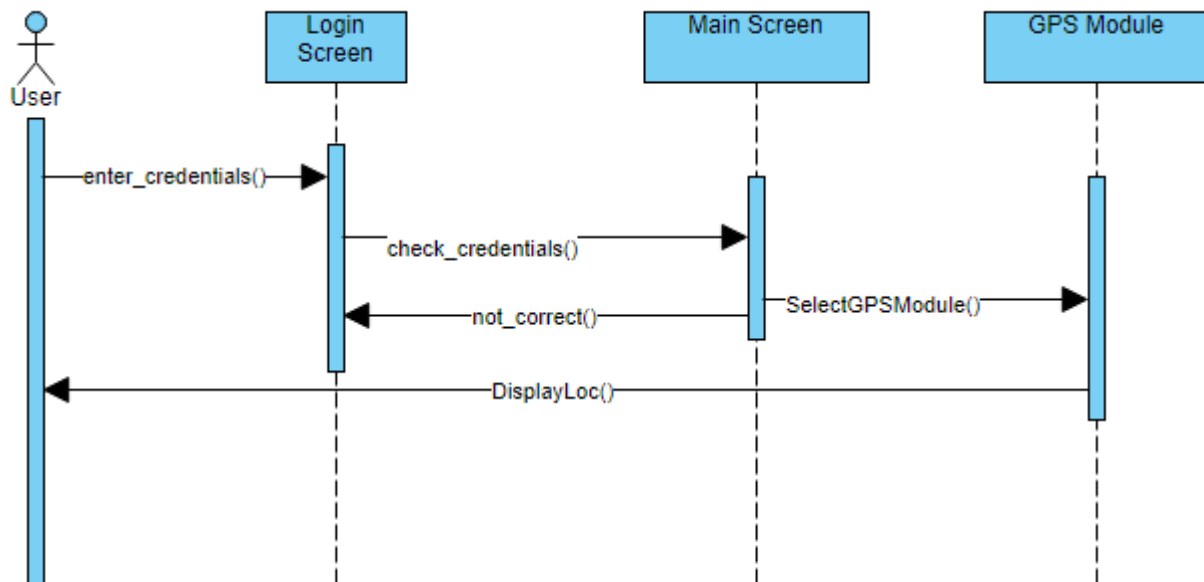 Login
Screen
Main Screen
GPS Module
User
enter_credentials()
check_credentials()
SelectGPSModule()
not_correct()
DisplayLoc()